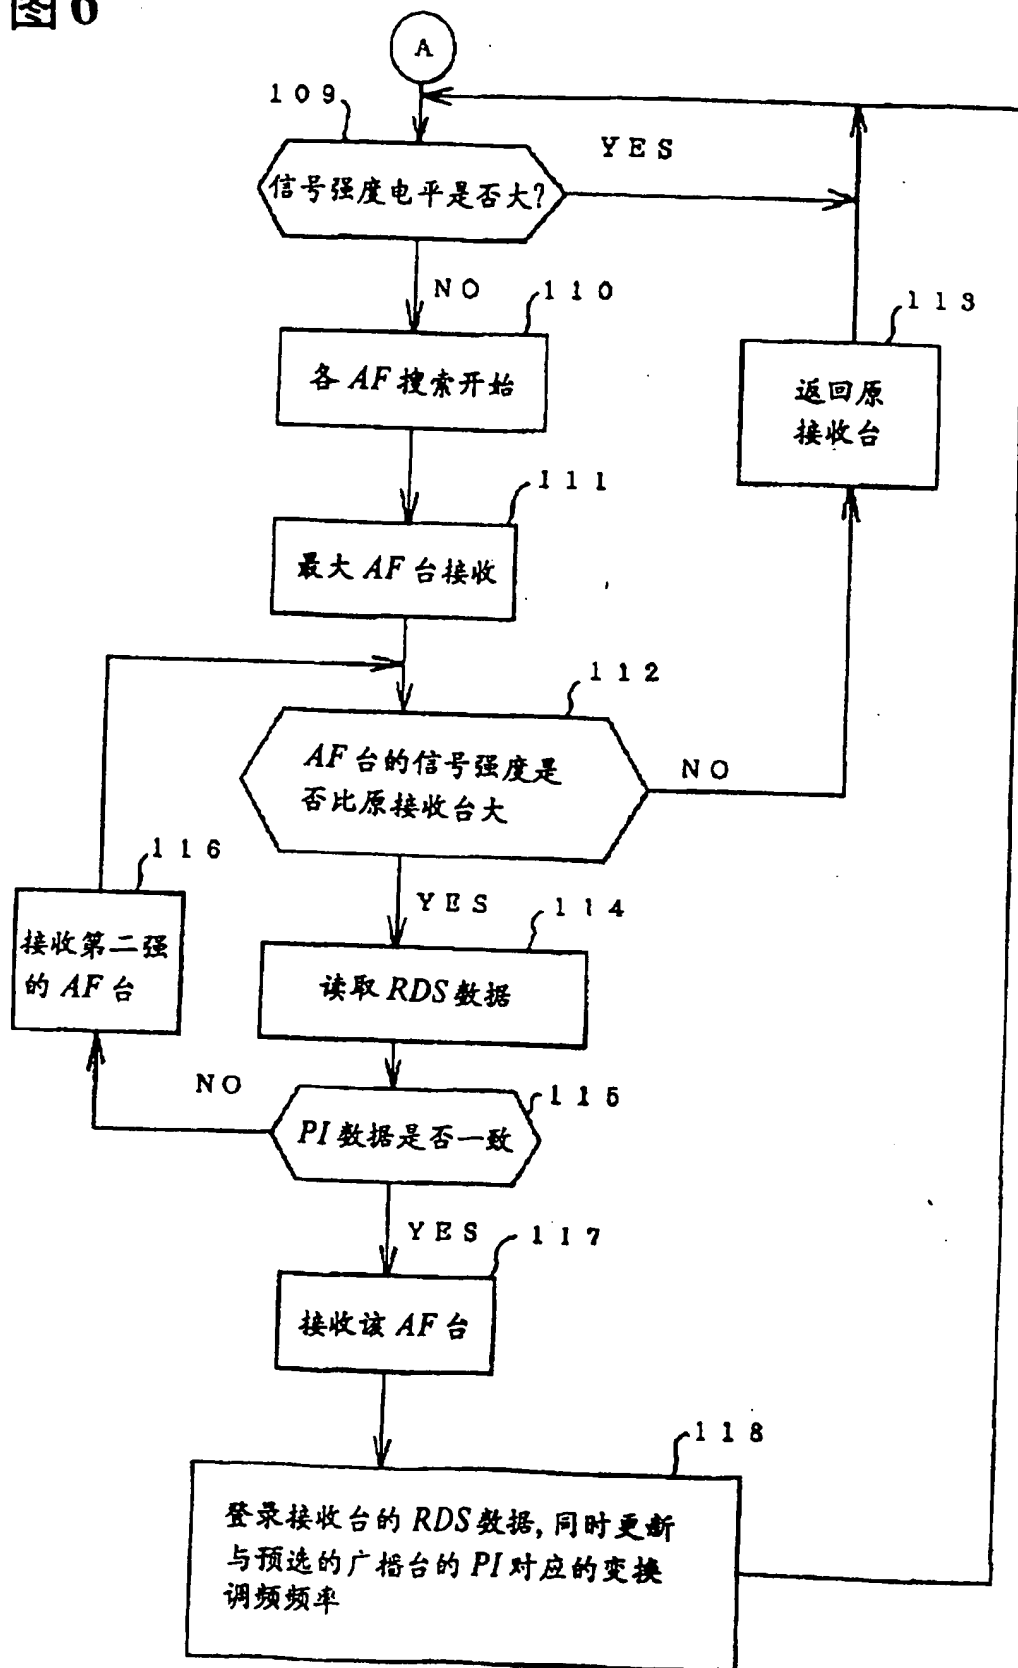 图6
A
109
信号强度电平是否大?
YES
NO
110
各AF搜索开始
113
返回原
接收台
111
最大AF台接收
112
AF台的信号强度是
否比原接收台大
NO
116
接收第二强
的AF台
YES
114
读取RDS数据
NO
115
PI数据是否一致
YES
117
接收该AF台
118
登录接收台的RDS数据,同时更新
与预选的广播台的PI对应的变换
调频频率